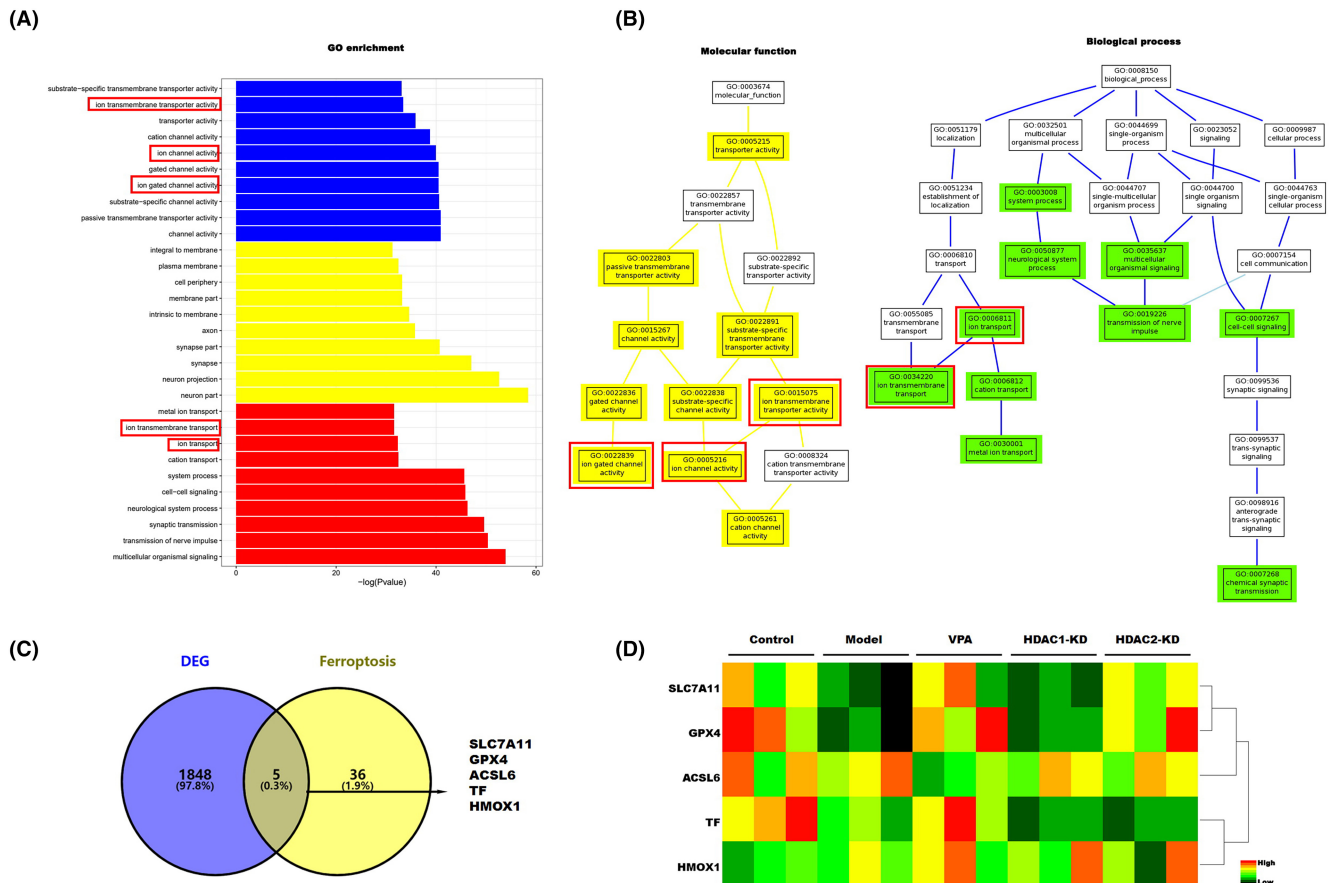 (A)
GO enrichment
substrate-specific transmembrane transporter activity
ion transmembrane transporter activity
transporter activity
cation channel activity
ion channel activity
gated channel activity
ion gated channel activity
substrate-specific channel activity
passive transmembrane transporter activity
channel activity
integral to membrane
plasma membrane
cell periphery
membrane part
intrinsic to membrane
axon
synapse part
synapse
neuron projection
neuron part
metal ion transport
ion transmembrane transport
ion transport
cation transport
system process
cell-cell signaling
neurological system process
synaptic transmission
transmission of nerve impulse
multicellular organismal signaling
0
20
40
60
−log(Pvalue)
(B)
Molecular function
GO:0003674
molecular_function
GO:0005215
transporter activity
GO:0022857
transmembrane
transporter activity
GO:0022803
passive transmembrane
transporter activity
GO:0022892
substrate-specific
transporter activity
GO:0015267
channel activity
GO:0022891
substrate-specific
transmembrane
transporter activity
GO:0022836
gated channel
activity
GO:0022838
substrate-specific
channel activity
GO:0015075
ion transmembrane
transporter activity
GO:0022839
ion gated channel
activity
GO:0005216
ion channel activity
GO:0008324
cation transmembrane
transporter activity
GO:0005261
cation channel
activity
Biological process
GO:0008150
biological_process
GO:0051179
localization
GO:0032501
multicellular
organismal process
GO:0044699
single-organism
process
GO:0023052
signaling
GO:0009987
cellular process
GO:0051234
establishment of
localization
GO:0003008
system process
GO:0044707
single-multicellular
organism process
GO:0044700
single organism
signaling
GO:0044763
single-organism
cellular process
GO:0006810
transport
GO:0050877
neurological system
process
GO:0035637
multicellular
organismal signaling
GO:0007154
cell communication
GO:0055085
transmembrane
transport
GO:0006811
ion transport
GO:0019226
transmission of nerve
impulse
GO:0007267
cell-cell signaling
GO:0034220
ion transmembrane
transport
GO:0006812
cation transport
GO:0099536
synaptic signaling
GO:0030001
metal ion transport
GO:0099537
trans-synaptic
signaling
GO:0098916
anterograde
trans-synaptic
signaling
GO:0007268
chemical synaptic
transmission
(C)
DEG
Ferroptosis
1848
(97.8%)
5
(0.3%)
36
(1.9%)
SLC7A11
GPX4
ACSL6
TF
HMOX1
(D)
Control
Model
VPA
HDAC1-KD
HDAC2-KD
SLC7A11
GPX4
ACSL6
TF
HMOX1
High
Low